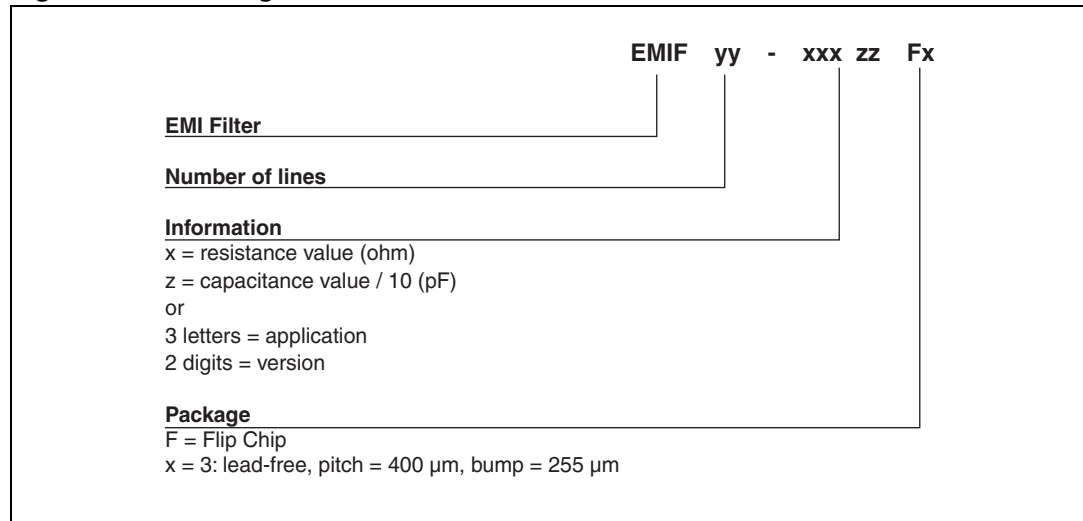 EMIF yy - xxx zz Fx
EMI Filter
Number of lines
Information
x = resistance value (ohm)
z = capacitance value / 10 (pF)
or
3 letters = application
2 digits = version
Package
F = Flip Chip
x = 3: lead-free, pitch = 400 µm, bump = 255 µm